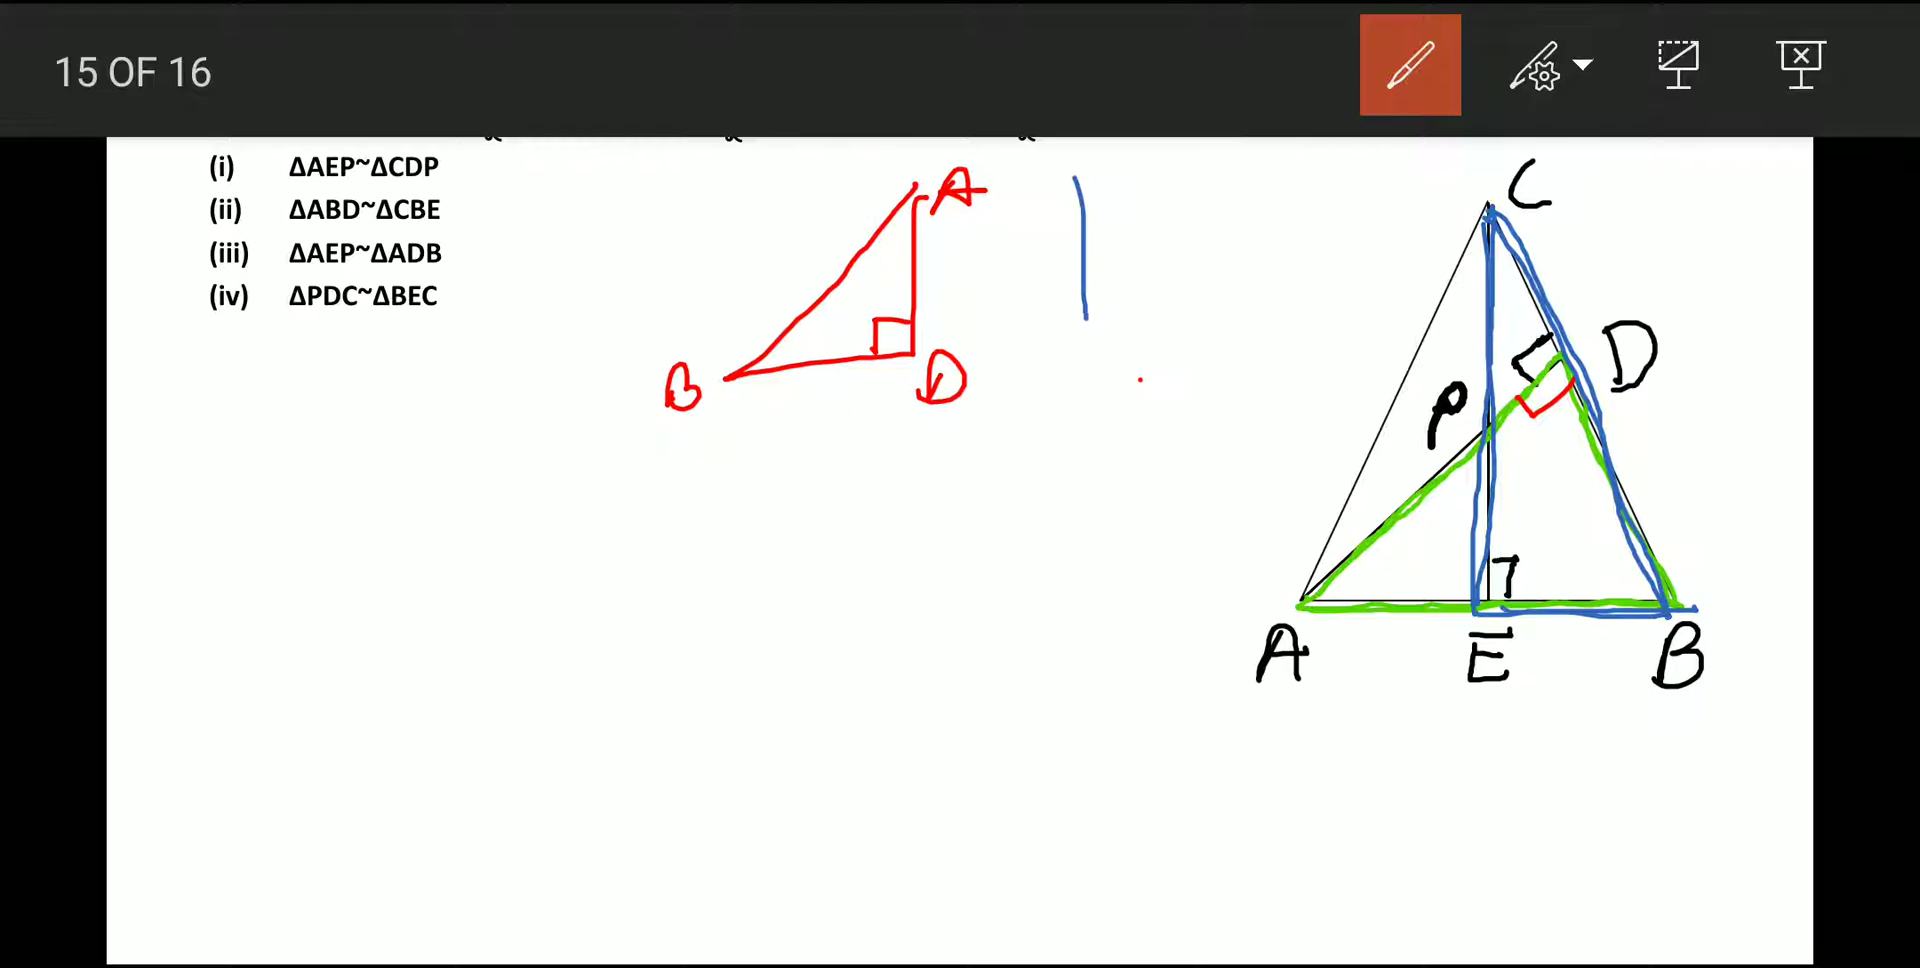 15 OF 16
(i) ΔAEP~ΔCDP
(ii) ΔABD~ΔCBE
(iii) ΔAEP~ΔADB
(iv) ΔPDC~ΔBEC
A
B
D
C
D
P
A
E
B